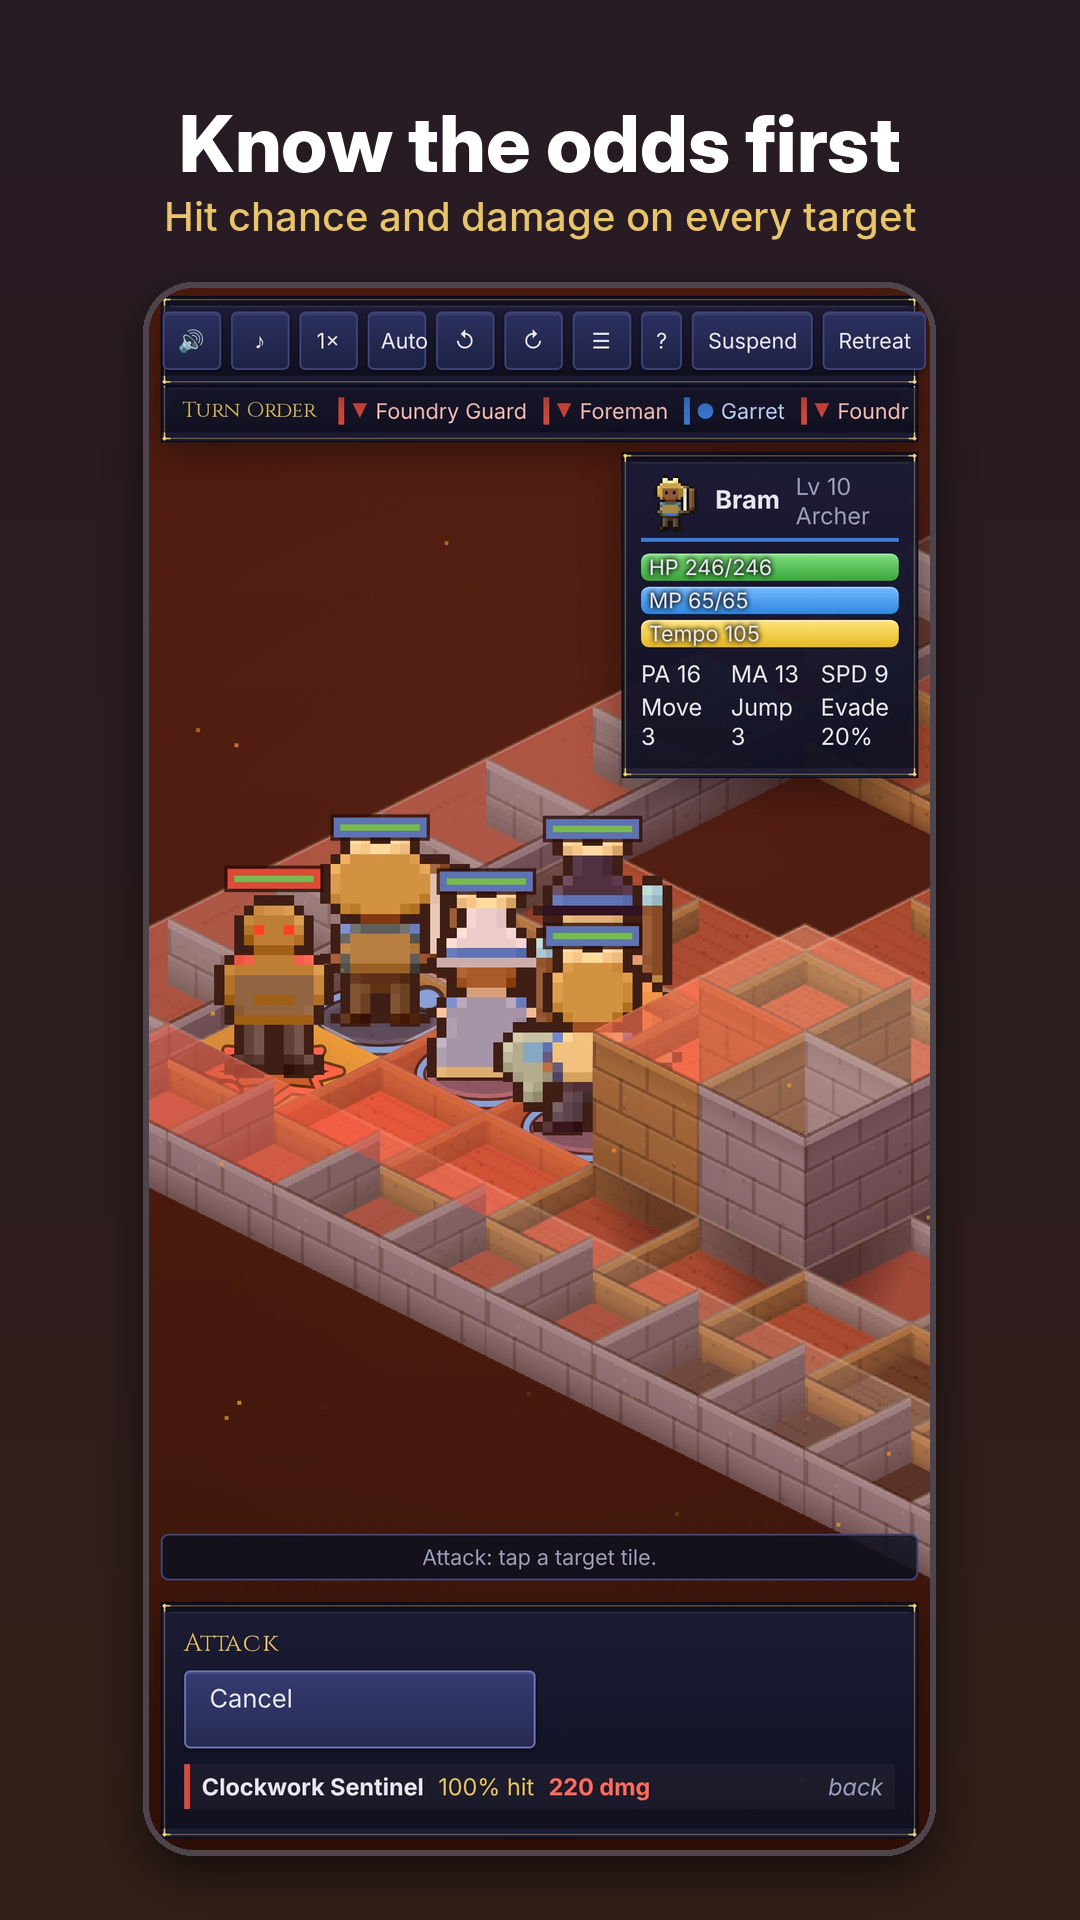 Know the odds first
Hit chance and damage on every target
♪ 1× Auto ? Suspend Retreat
TURN ORDER Foundry Guard Foreman Garret Foundr
Bram Lv 10 Archer
HP 246/246
MP 65/65
Tempo 105
PA 16 MA 13 SPD 9
Move 3 Jump 3 Evade 20%
Attack: tap a target tile.
ATTACK
Cancel
Clockwork Sentinel 100% hit 220 dmg back